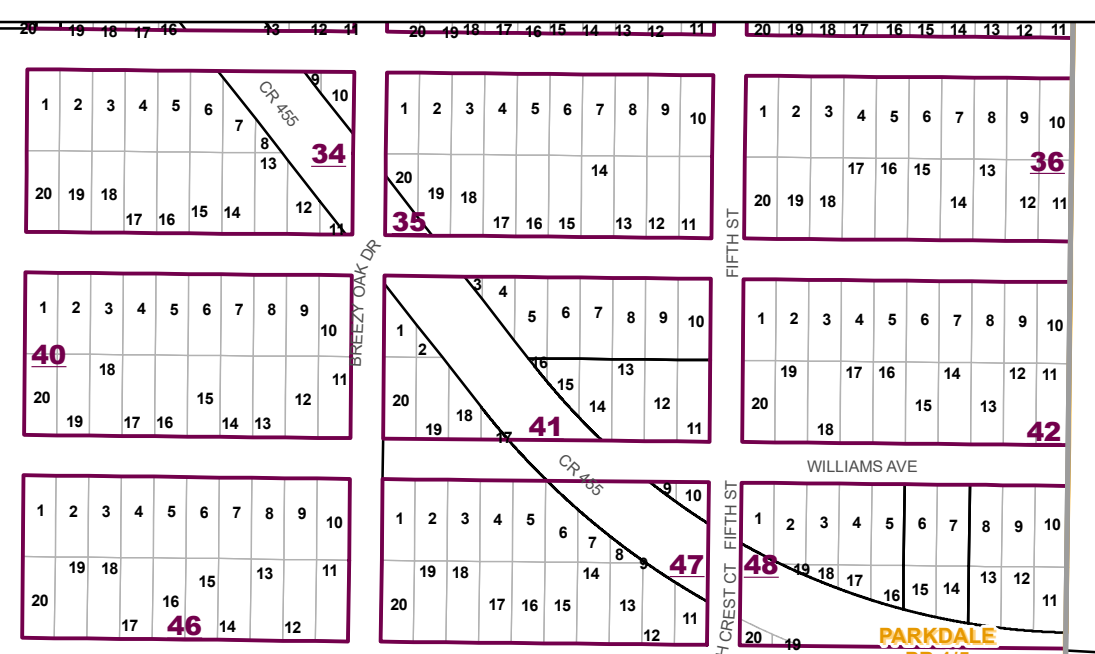 20 19 18 17 16 13 12 11
20 19 18 17 16 15 14 13 12 11
20 19 18 17 16 15 14 13 12 11
1 2 3 4 5 6 7 8 9 10
CR 455
34
20 19 18 17 16 15 14 13 12 11
1 2 3 4 5 6 7 8 9 10
35
20 19 18 17 16 15 14 13 12 11
1 2 3 4 5 6 7 8 9 10
36
20 19 18 17 16 15 14 13 12 11
BREEZY OAK DR
FIFTH ST
1 2 3 4 5 6 7 8 9 10
40
20 19 18 17 16 15 14 13 12 11
1 2 3 4 5 6 7 8 9 10
41
20 19 18 17 16 15 14 13 12 11
1 2 3 4 5 6 7 8 9 10
42
20 19 18 17 16 15 14 13 12 11
CR 455
WILLIAMS AVE
FIFTH ST
H CREST CT
1 2 3 4 5 6 7 8 9 10
46
20 19 18 17 16 15 14 13 12 11
1 2 3 4 5 6 7 8 9 9 10
47
20 19 18 17 16 15 14 13 12 11
1 2 3 4 5 6 7 8 9 10
48
20 19 19 18 17 16 15 14 13 12 11
PARKDALE